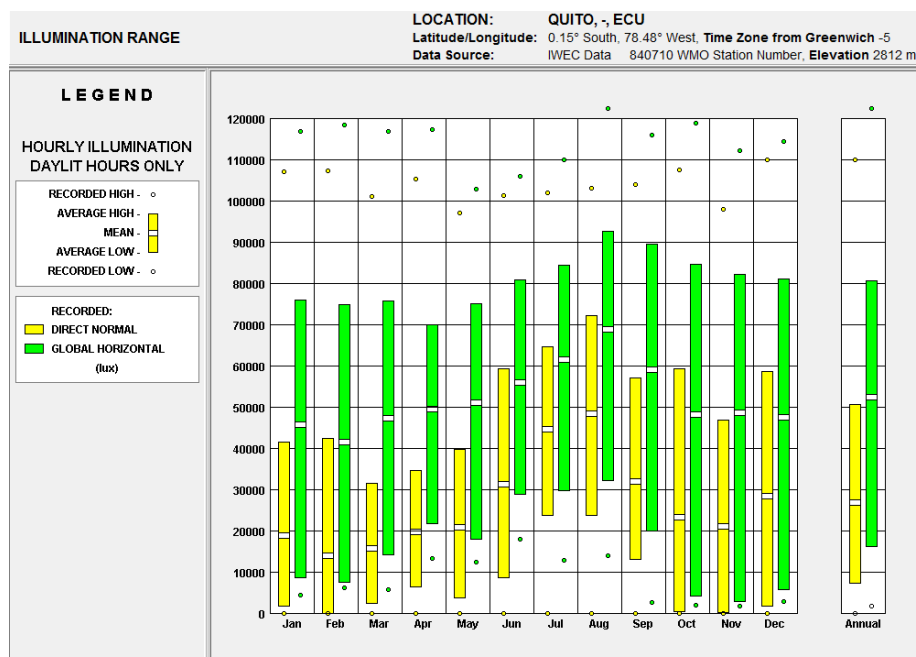 ILLUMINATION RANGE
LOCATION: QUITO, -, ECU
Latitude/Longitude: 0.15° South, 78.48° West, Time Zone from Greenwich -5
Data Source: IWEC Data 840710 WMO Station Number, Elevation 2812 m
LEGEND
HOURLY ILLUMINATION
DAYLIT HOURS ONLY
RECORDED HIGH -
AVERAGE HIGH -
MEAN -
AVERAGE LOW -
RECORDED LOW -
RECORDED:
DIRECT NORMAL
GLOBAL HORIZONTAL
(lux)
120000
110000
100000
90000
80000
70000
60000
50000
40000
30000
20000
10000
0
Jan Feb Mar Apr May Jun Jul Aug Sep Oct Nov Dec Annual